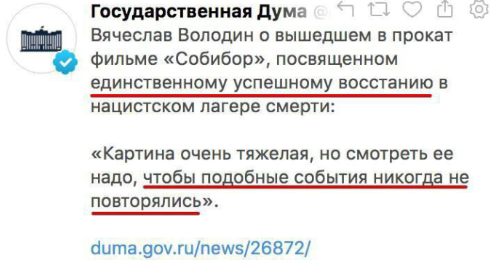 Государственная Дума @
Вячеслав Володин о вышедшем в прокат
фильме «Собибор», посвященном
единственному успешному восстанию в
нацистском лагере смерти:
«Картина очень тяжелая, но смотреть ее
надо, чтобы подобные события никогда не
повторялись».
duma.gov.ru/news/26872/